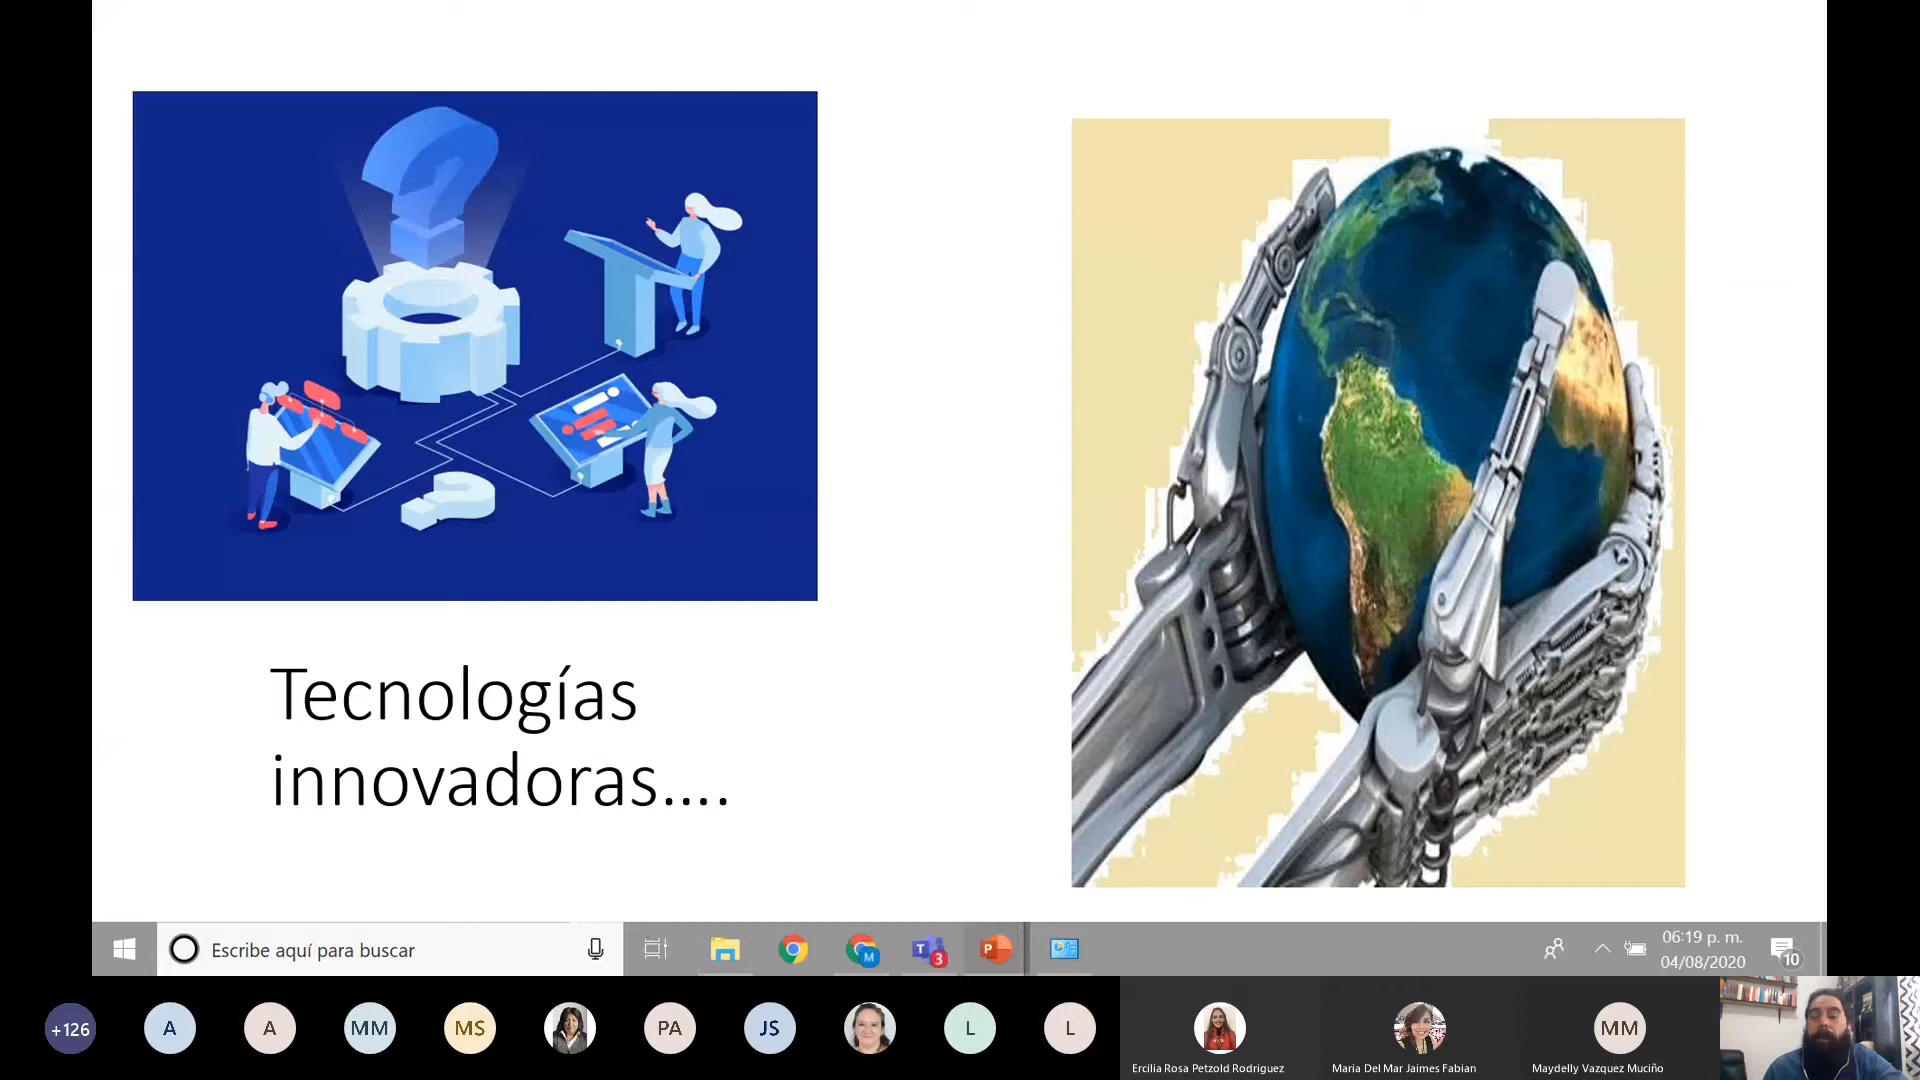 Tecnologías
innovadoras....
Escribe aquí para buscar
M
T
3
P
06:19 p. m.
04/08/2020
10
+126
A
A
MM
MS
PA
JS
L
L
MM
Ercilia Rosa Petzold Rodriguez
Maria Del Mar Jaimes Fabian
Maydelly Vazquez Muciño